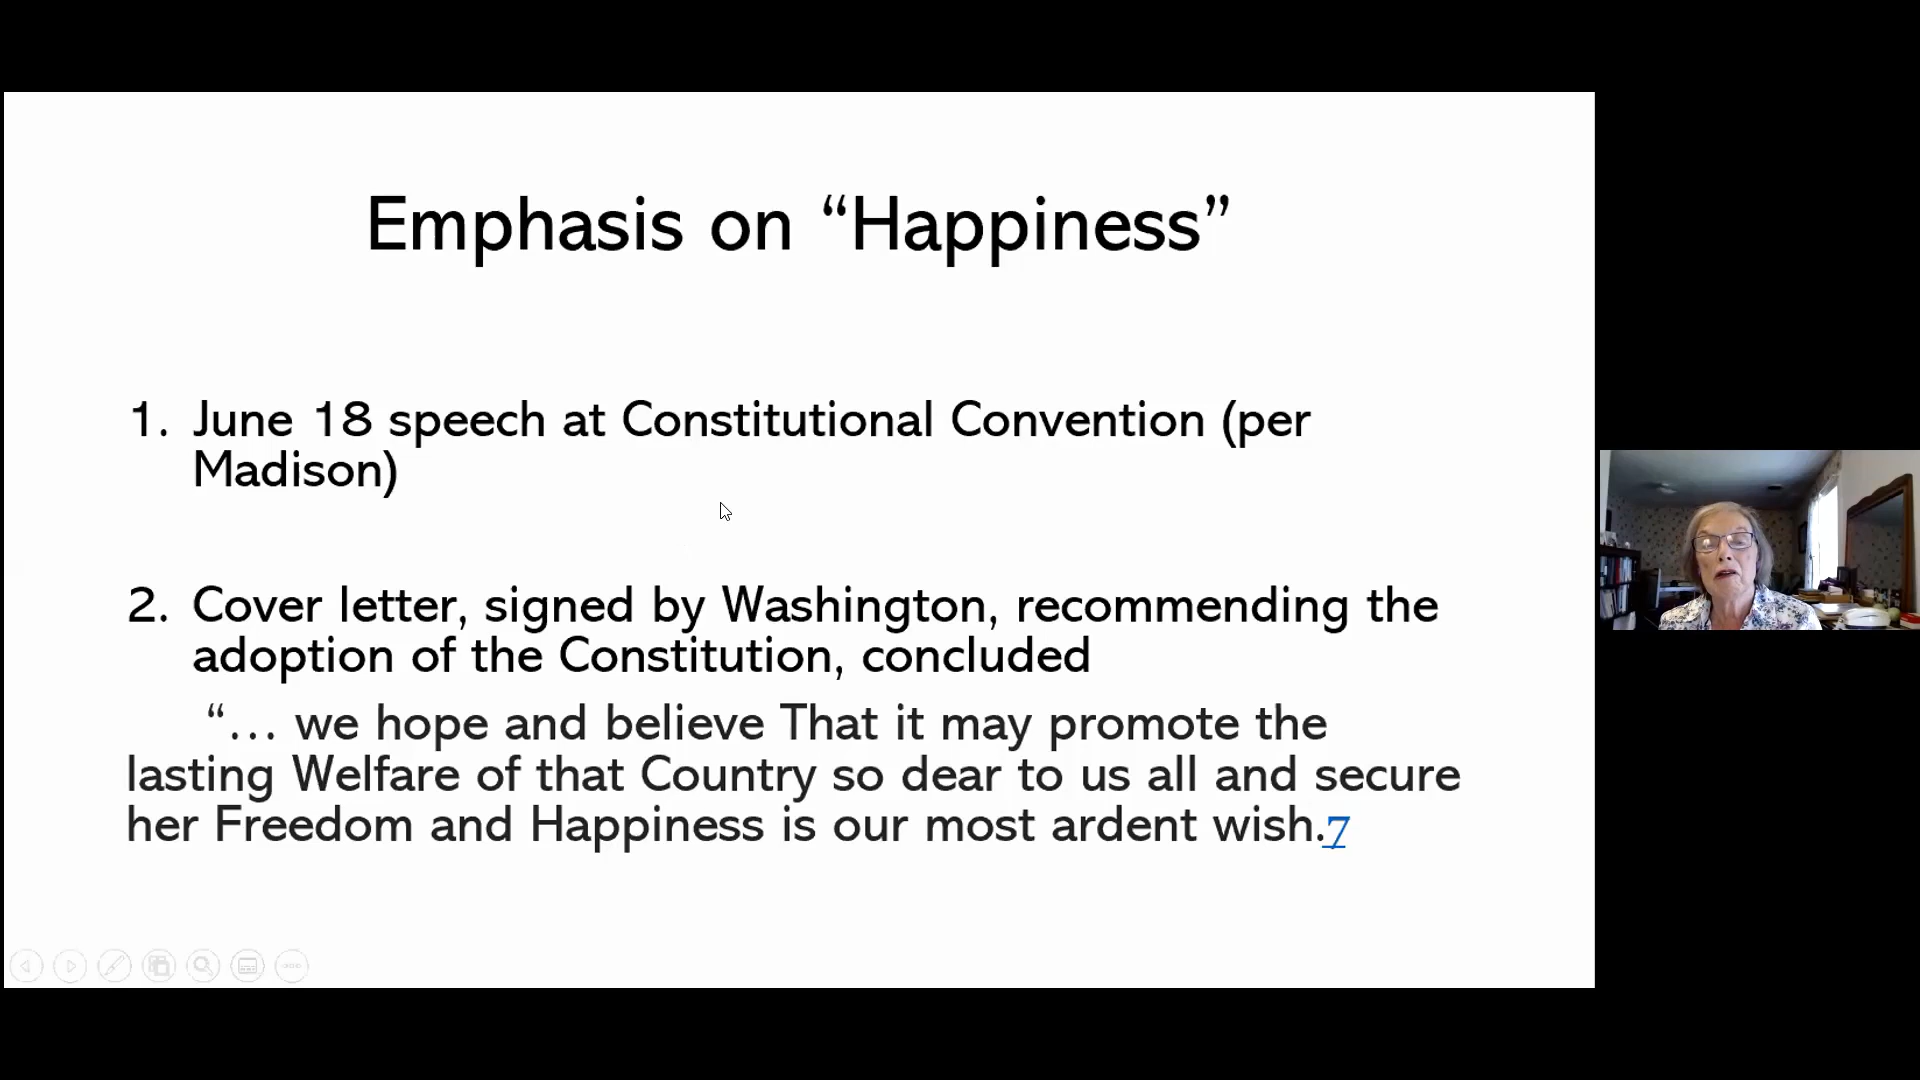 Emphasis on “Happiness”
1. June 18 speech at Constitutional Convention (per
Madison)
2. Cover letter, signed by Washington, recommending the
adoption of the Constitution, concluded
“… we hope and believe That it may promote the
lasting Welfare of that Country so dear to us all and secure
her Freedom and Happiness is our most ardent wish.7